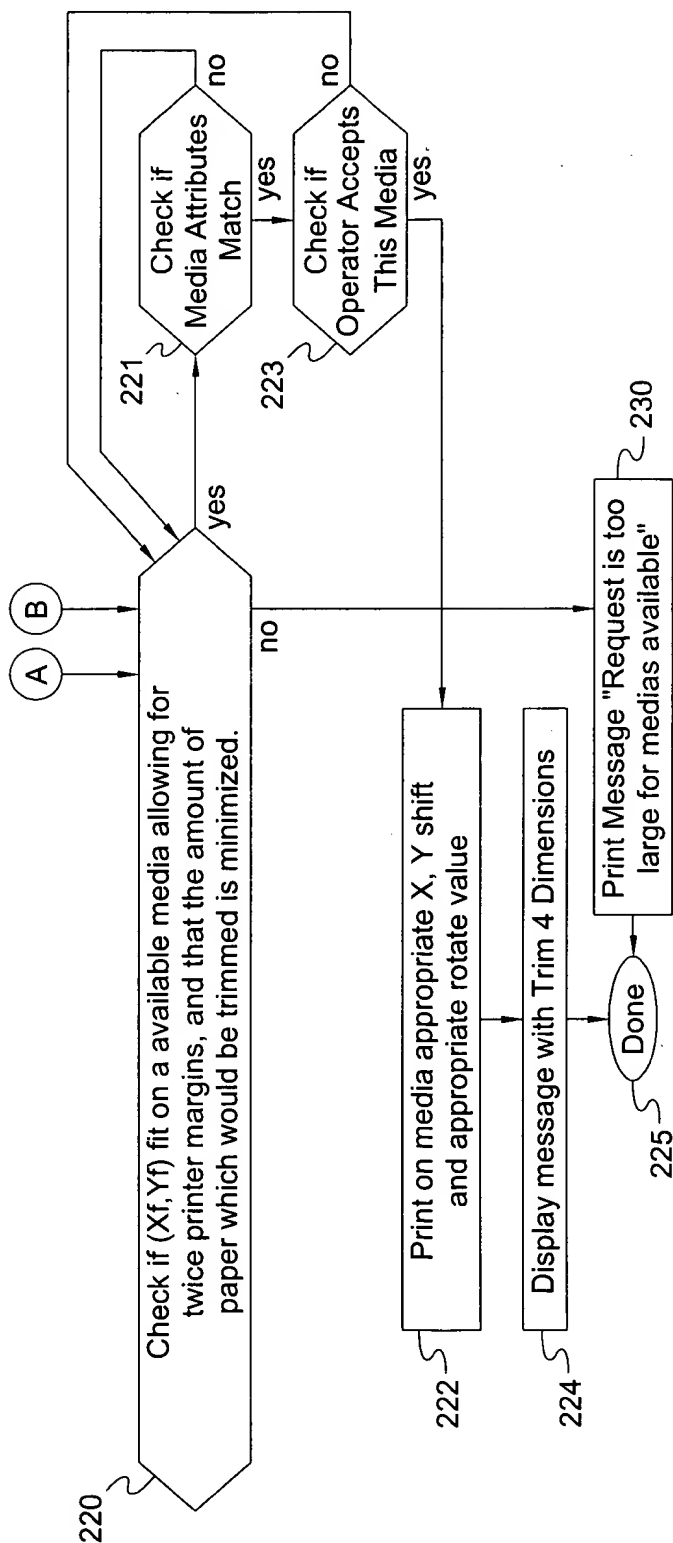 A
B
220
Check if (Xf,Yf) fit on a available media allowing for
twice printer margins, and that the amount of
paper which would be trimmed is minimized.
yes
no
221
Check if
Media Attributes
Match
no
yes
223
Check if
Operator Accepts
This Media
no
yes.
222
Print on media appropriate X, Y shift
and appropriate rotate value
224
Display message with Trim 4 Dimensions
230
Print Message "Request is too
large for medias available"
225
Done